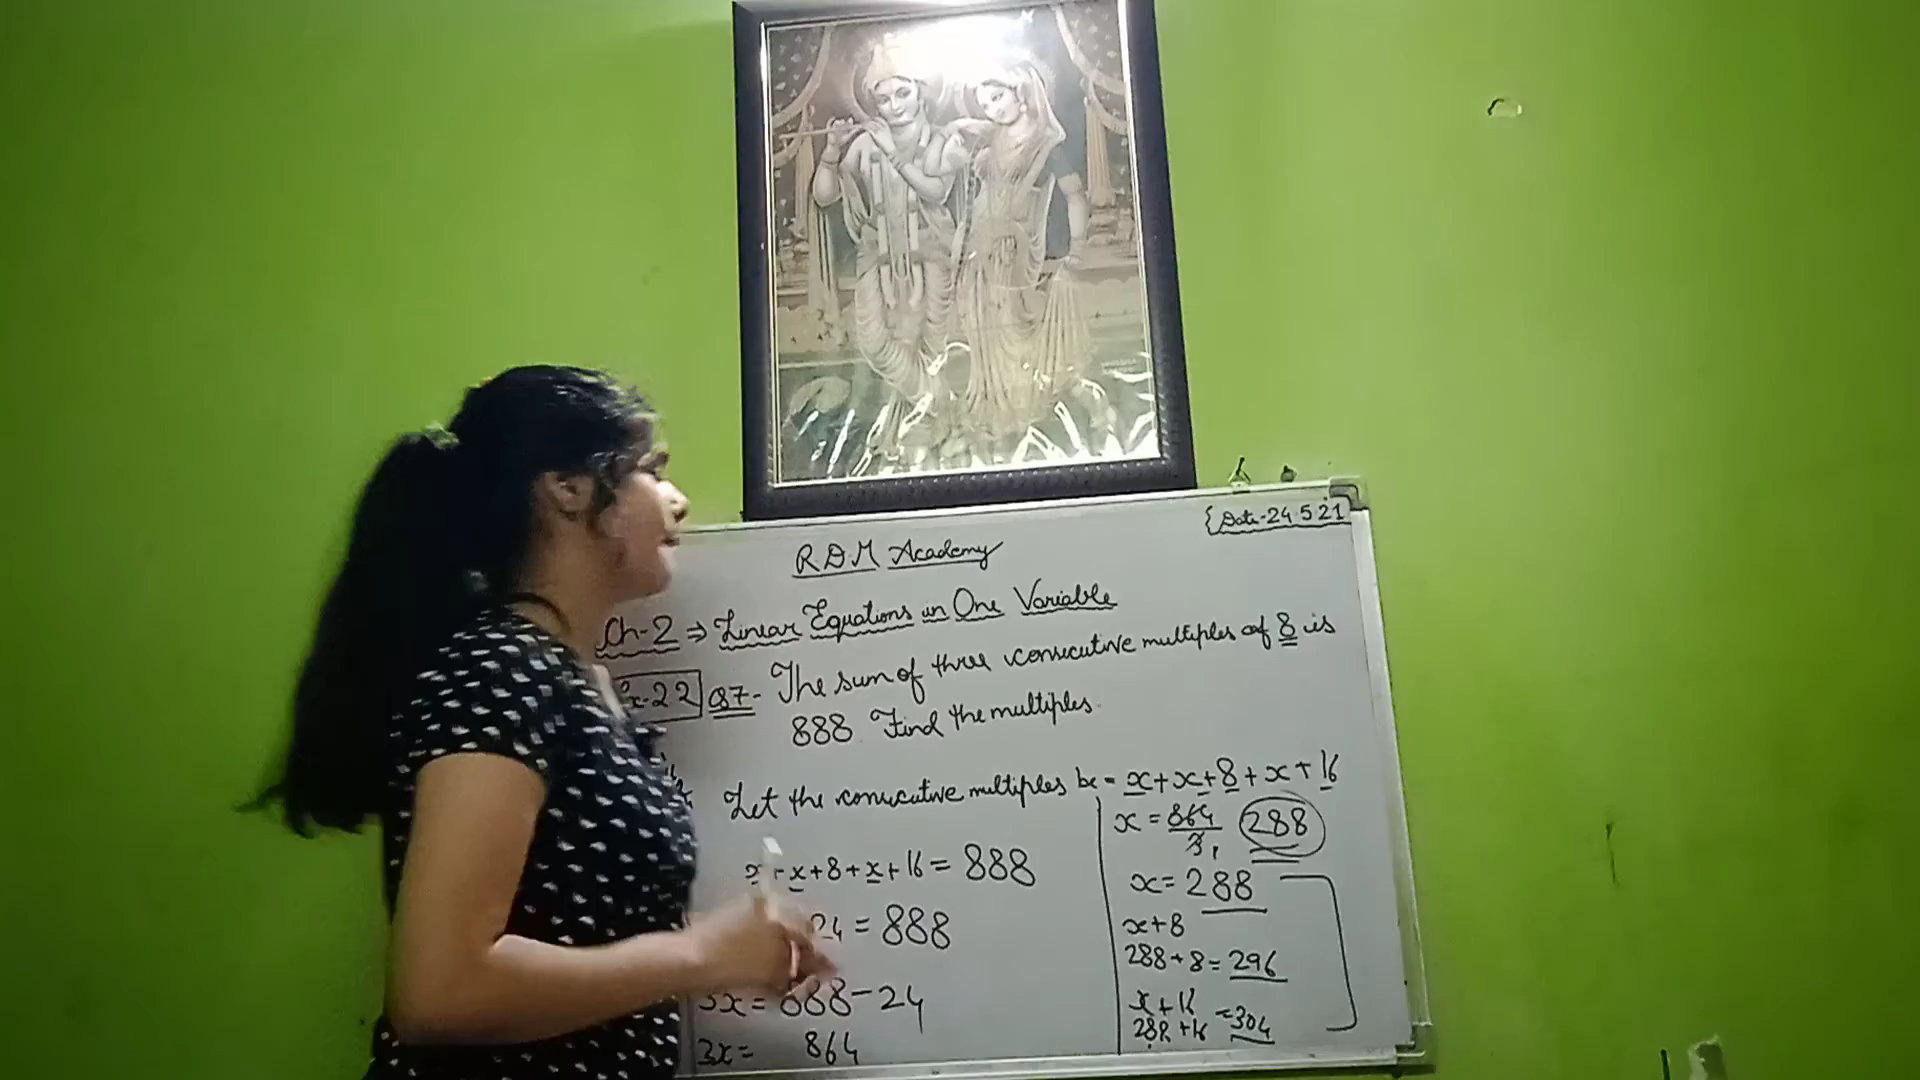 {Date-24.5.21
R.D.M Academy
Ch-2 ⇒ Linear Equations in One Variable
x-2.2 Q7- The sum of three consecutive multiples of 8 is
888. Find the multiples.
Let the consecutive multiples be = x+x+8+x+16
x+x+8+x+16 = 888
24 = 888
3x = 888-24
3x = 864
x = 864/3 288
x = 288
x+8
288+8 = 296
x+16
288+16 = 304